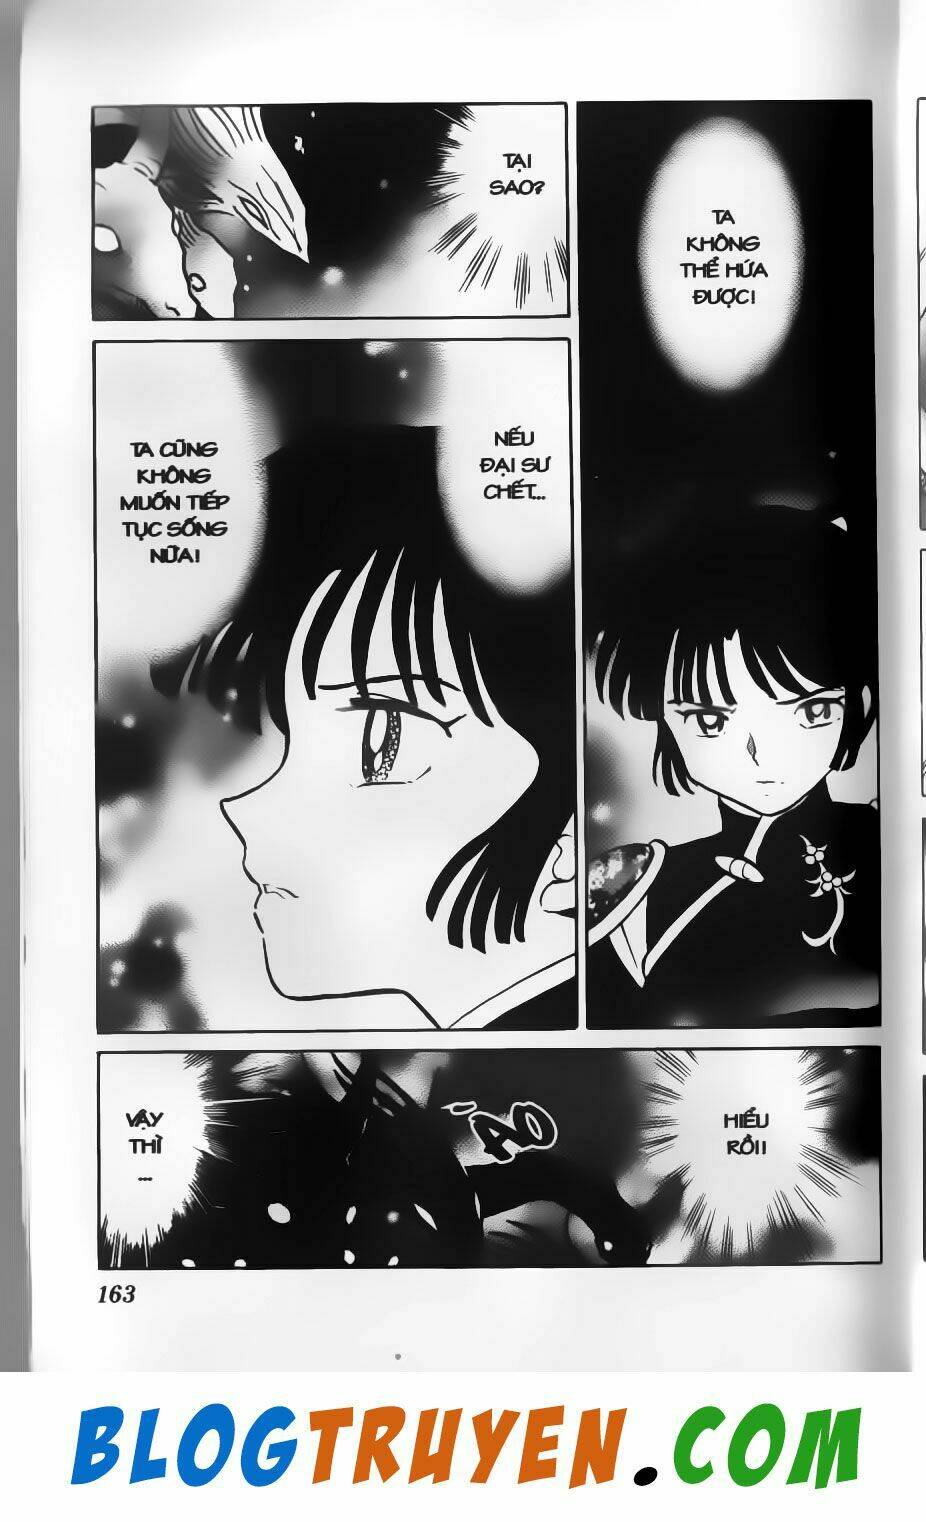 TA
KHÔNG
THỂ HỨA
ĐƯỢC!
TẠI
SAO?
NẾU
ĐẠI SƯ
CHẾT...
TA CŨNG
KHÔNG
MUỐN TIẾP
TỤC SỐNG
NỮA!
HIỂU
RỒI!
ÀO
VẬY
THÌ
...
163
BLOGTRUYEN.COM